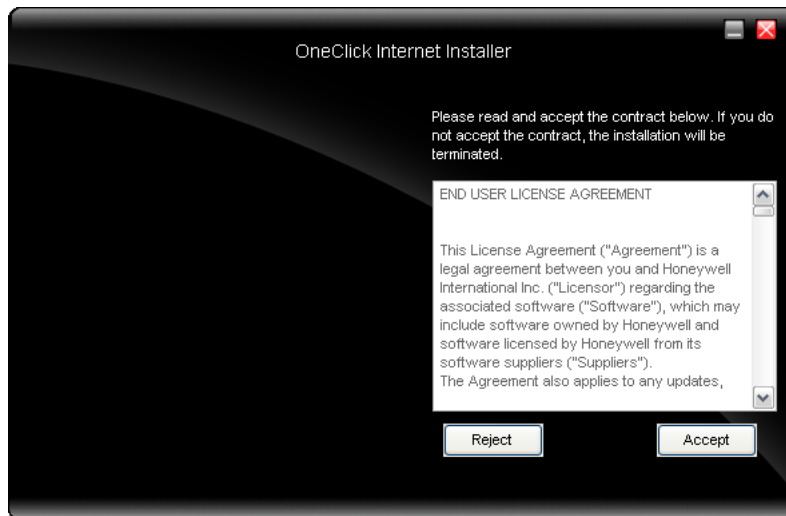 OneClick Internet Installer
Please read and accept the contract below. If you do
not accept the contract, the installation will be
terminated.
END USER LICENSE AGREEMENT
This License Agreement ("Agreement") is a
legal agreement between you and Honeywell
International Inc. ("Licensor") regarding the
associated software ("Software"), which may
include software owned by Honeywell and
software licensed by Honeywell from its
software suppliers ("Suppliers").
The Agreement also applies to any updates,
Reject
Accept